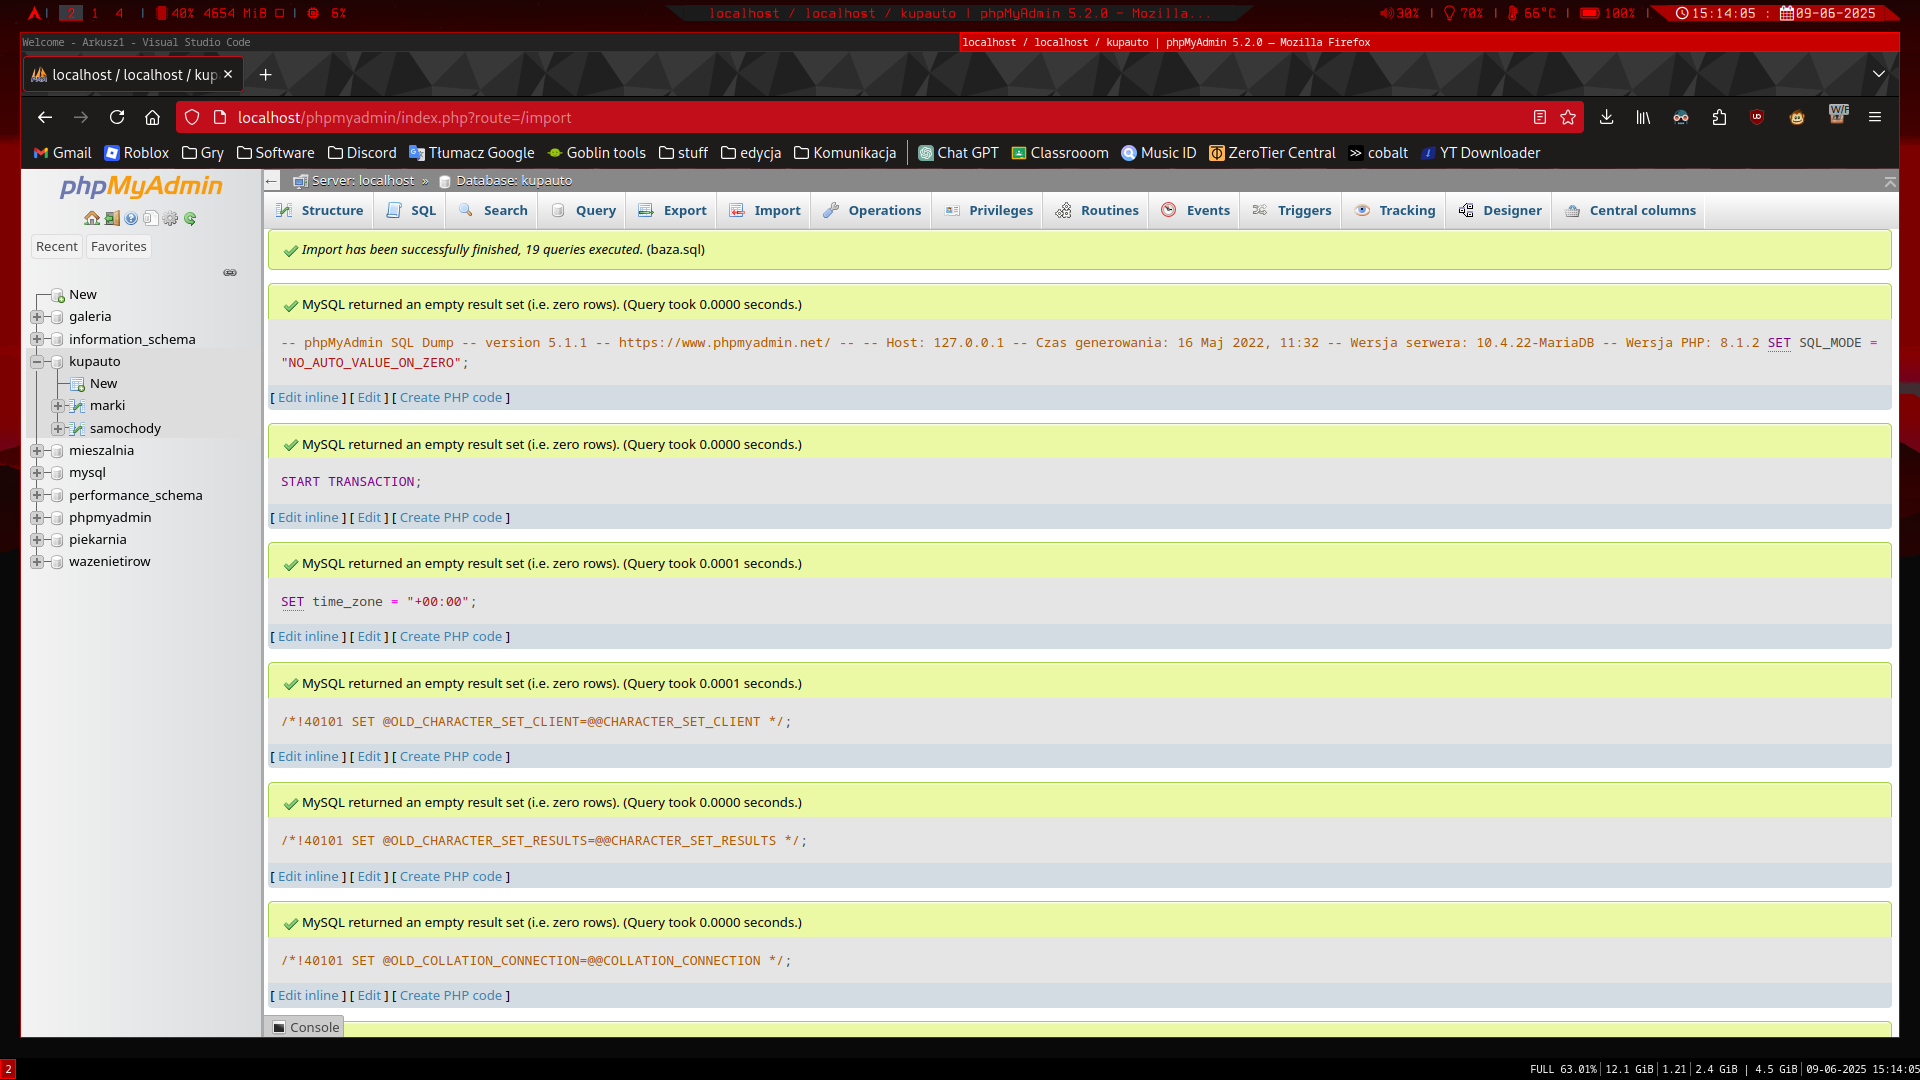 2 1 4 40% 4654 MiB 6%
localhost / localhost / kupauto | phpMyAdmin 5.2.0 - Mozilla...
30% | 70% | 66°C | 100% | 15:14:05 : 09-06-2025
Welcome - Arkusz1 - Visual Studio Code
localhost / localhost / kupauto | phpMyAdmin 5.2.0 — Mozilla Firefox
localhost / localhost / kup
localhost/phpmyadmin/index.php?route=/import
Gmail Roblox Gry Software Discord Tłumacz Google Goblin tools stuff edycja Komunikacja Chat GPT Classrooom Music ID ZeroTier Central cobalt YT Downloader
phpMyAdmin
Recent Favorites
New
galeria
information_schema
kupauto
New
marki
samochody
mieszalnia
mysql
performance_schema
phpmyadmin
piekarnia
wazenietirow
Server: localhost » Database: kupauto
Structure SQL Search Query Export Import Operations Privileges Routines Events Triggers Tracking Designer Central columns
Import has been successfully finished, 19 queries executed. (baza.sql)
MySQL returned an empty result set (i.e. zero rows). (Query took 0.0000 seconds.)
-- phpMyAdmin SQL Dump -- version 5.1.1 -- https://www.phpmyadmin.net/ -- -- Host: 127.0.0.1 -- Czas generowania: 16 Maj 2022, 11:32 -- Wersja serwera: 10.4.22-MariaDB -- Wersja PHP: 8.1.2 SET SQL_MODE =
"NO_AUTO_VALUE_ON_ZERO";
[ Edit inline ] [ Edit ] [ Create PHP code ]
MySQL returned an empty result set (i.e. zero rows). (Query took 0.0000 seconds.)
START TRANSACTION;
[ Edit inline ] [ Edit ] [ Create PHP code ]
MySQL returned an empty result set (i.e. zero rows). (Query took 0.0001 seconds.)
SET time_zone = "+00:00";
[ Edit inline ] [ Edit ] [ Create PHP code ]
MySQL returned an empty result set (i.e. zero rows). (Query took 0.0001 seconds.)
/*!40101 SET @OLD_CHARACTER_SET_CLIENT=@@CHARACTER_SET_CLIENT */;
[ Edit inline ] [ Edit ] [ Create PHP code ]
MySQL returned an empty result set (i.e. zero rows). (Query took 0.0000 seconds.)
/*!40101 SET @OLD_CHARACTER_SET_RESULTS=@@CHARACTER_SET_RESULTS */;
[ Edit inline ] [ Edit ] [ Create PHP code ]
MySQL returned an empty result set (i.e. zero rows). (Query took 0.0000 seconds.)
/*!40101 SET @OLD_COLLATION_CONNECTION=@@COLLATION_CONNECTION */;
[ Edit inline ] [ Edit ] [ Create PHP code ]
Console
2
FULL 63.01% | 12.1 GiB | 1.21 | 2.4 GiB | 4.5 GiB | 09-06-2025 15:14:05